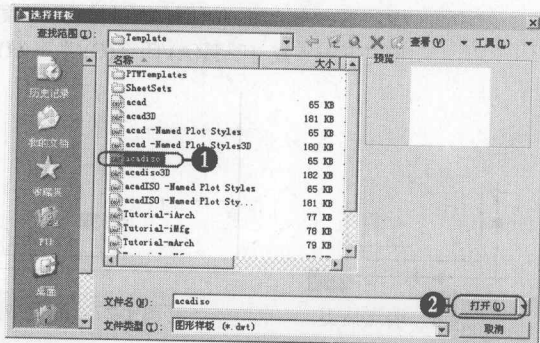 选择样板
查找范围(I):
Template
查看(V)
工具(L)
名称
大小
预览
PTWTemplates
SheetSets
acad
65 KB
acad3D
181 KB
acad -Named Plot Styles
65 KB
acad -Named Plot Styles3D
180 KB
acadiso
1
65 KB
acadiso3D
182 KB
acadISO -Named Plot Styles
65 KB
acadISO -Named Plot Sty...
181 KB
Tutorial-iArch
77 KB
Tutorial-iMfg
78 KB
Tutorial-mArch
79 KB
历史记录
我的文档
收藏夹
FTP
桌面
文件名(N):
acadiso
2
打开(O)
文件类型(T):
图形样板 (*.dwt)
取消